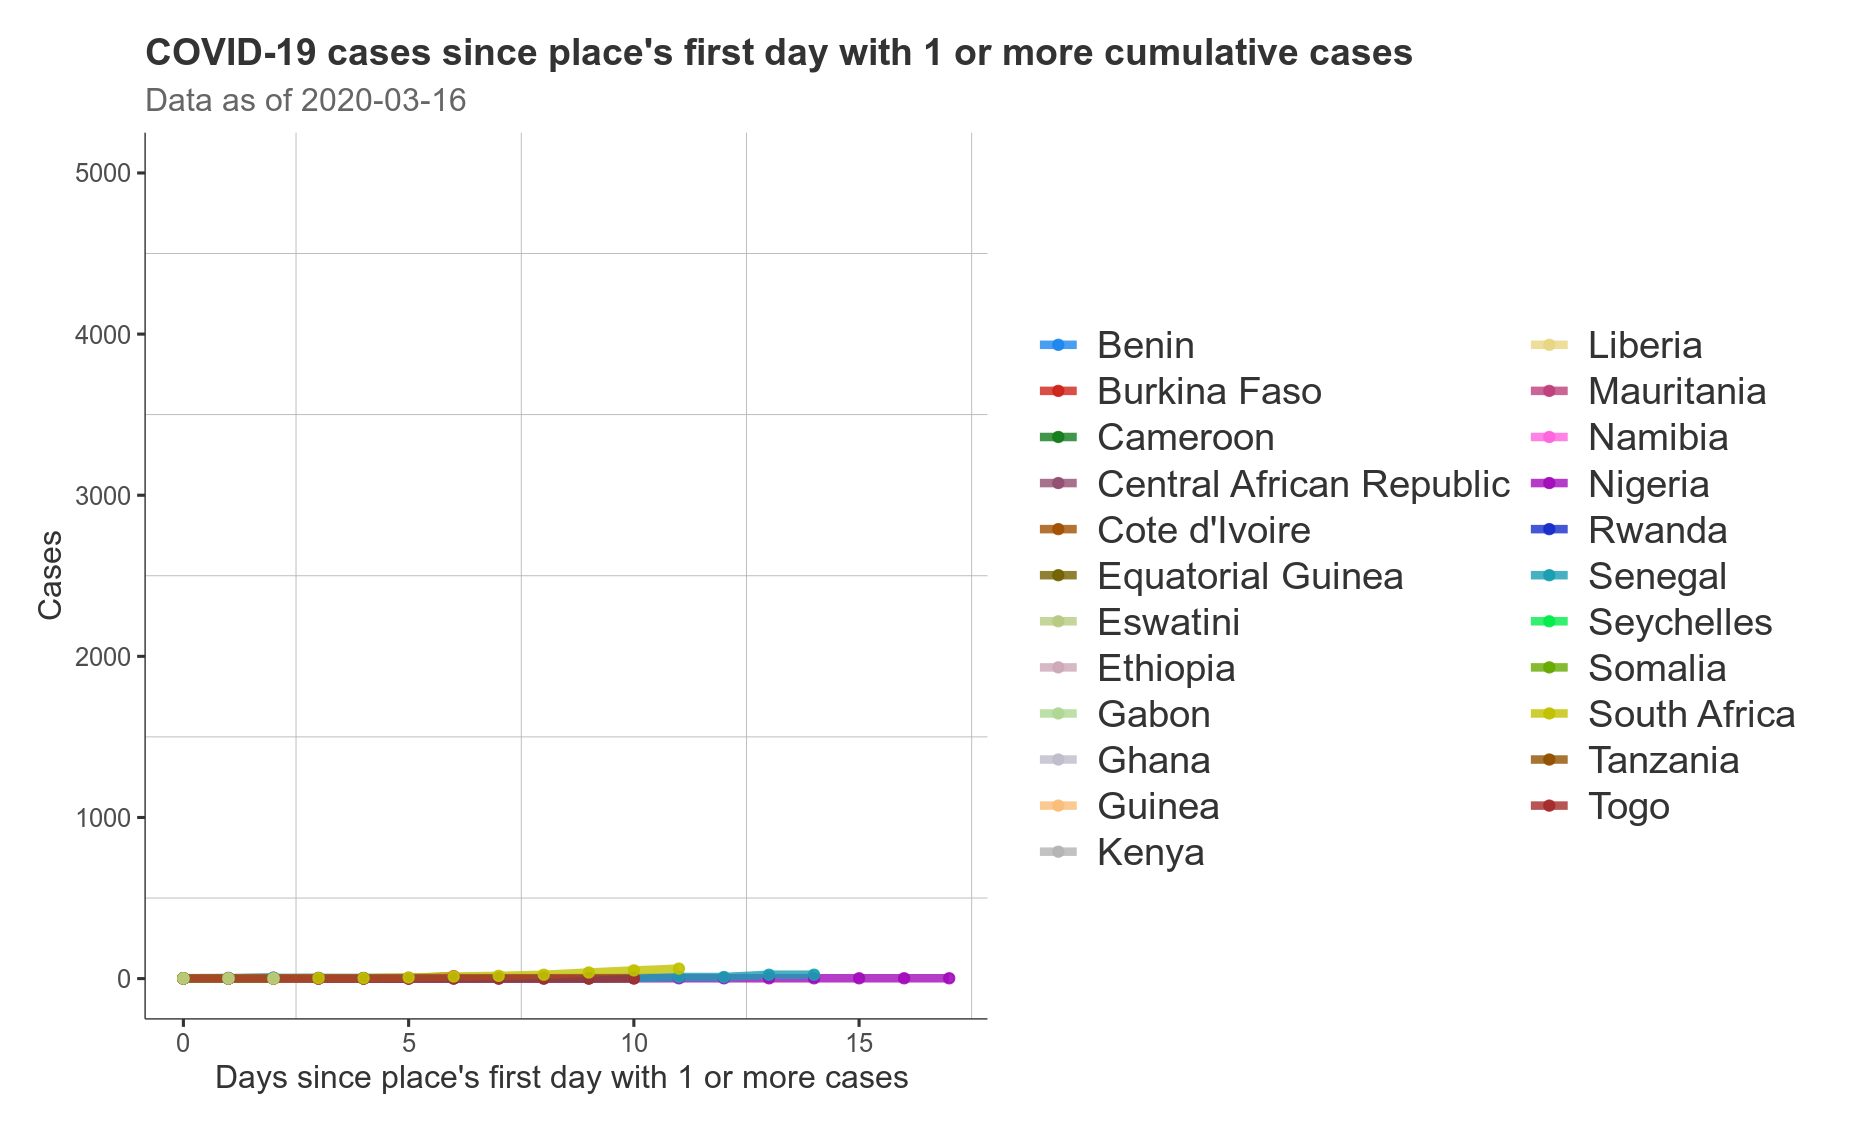 COVID-19 cases since place's first day with 1 or more cumulative cases
Data as of 2020-03-16
5000
4000
3000
2000
1000
0
Cases
0 5 10 15
Days since place's first day with 1 or more cases
Benin
Burkina Faso
Cameroon
Central African Republic
Cote d'Ivoire
Equatorial Guinea
Eswatini
Ethiopia
Gabon
Ghana
Guinea
Kenya
Liberia
Mauritania
Namibia
Nigeria
Rwanda
Senegal
Seychelles
Somalia
South Africa
Tanzania
Togo